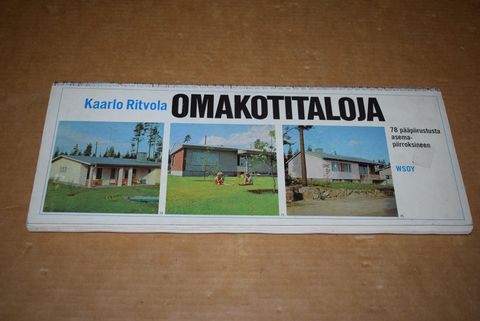 Kaarlo Ritvola OMAKOTITALOJA
78 pääpiirustusta
asema-
piirroksineen
WSOY